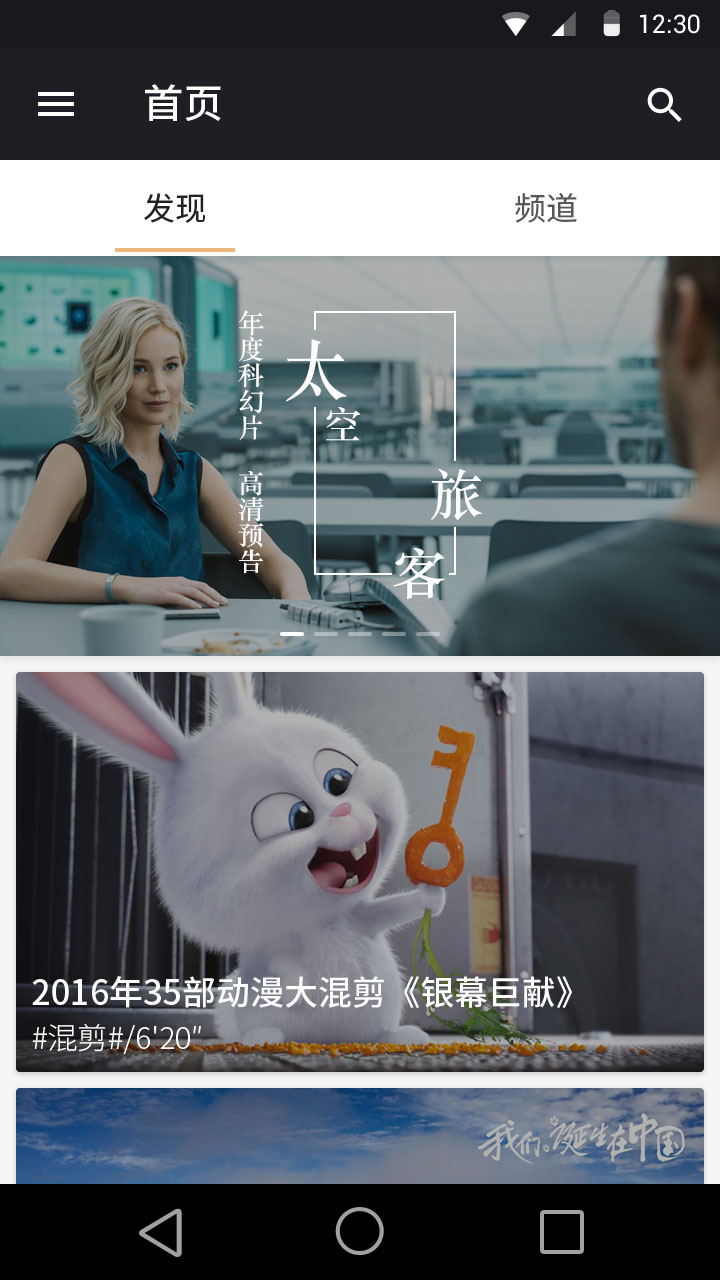 12:30
首页
发现
频道
年度科幻片 高清预告
太空旅客
2016年35部动漫大混剪《银幕巨献》
#混剪#/6'20"
我们诞生在中国